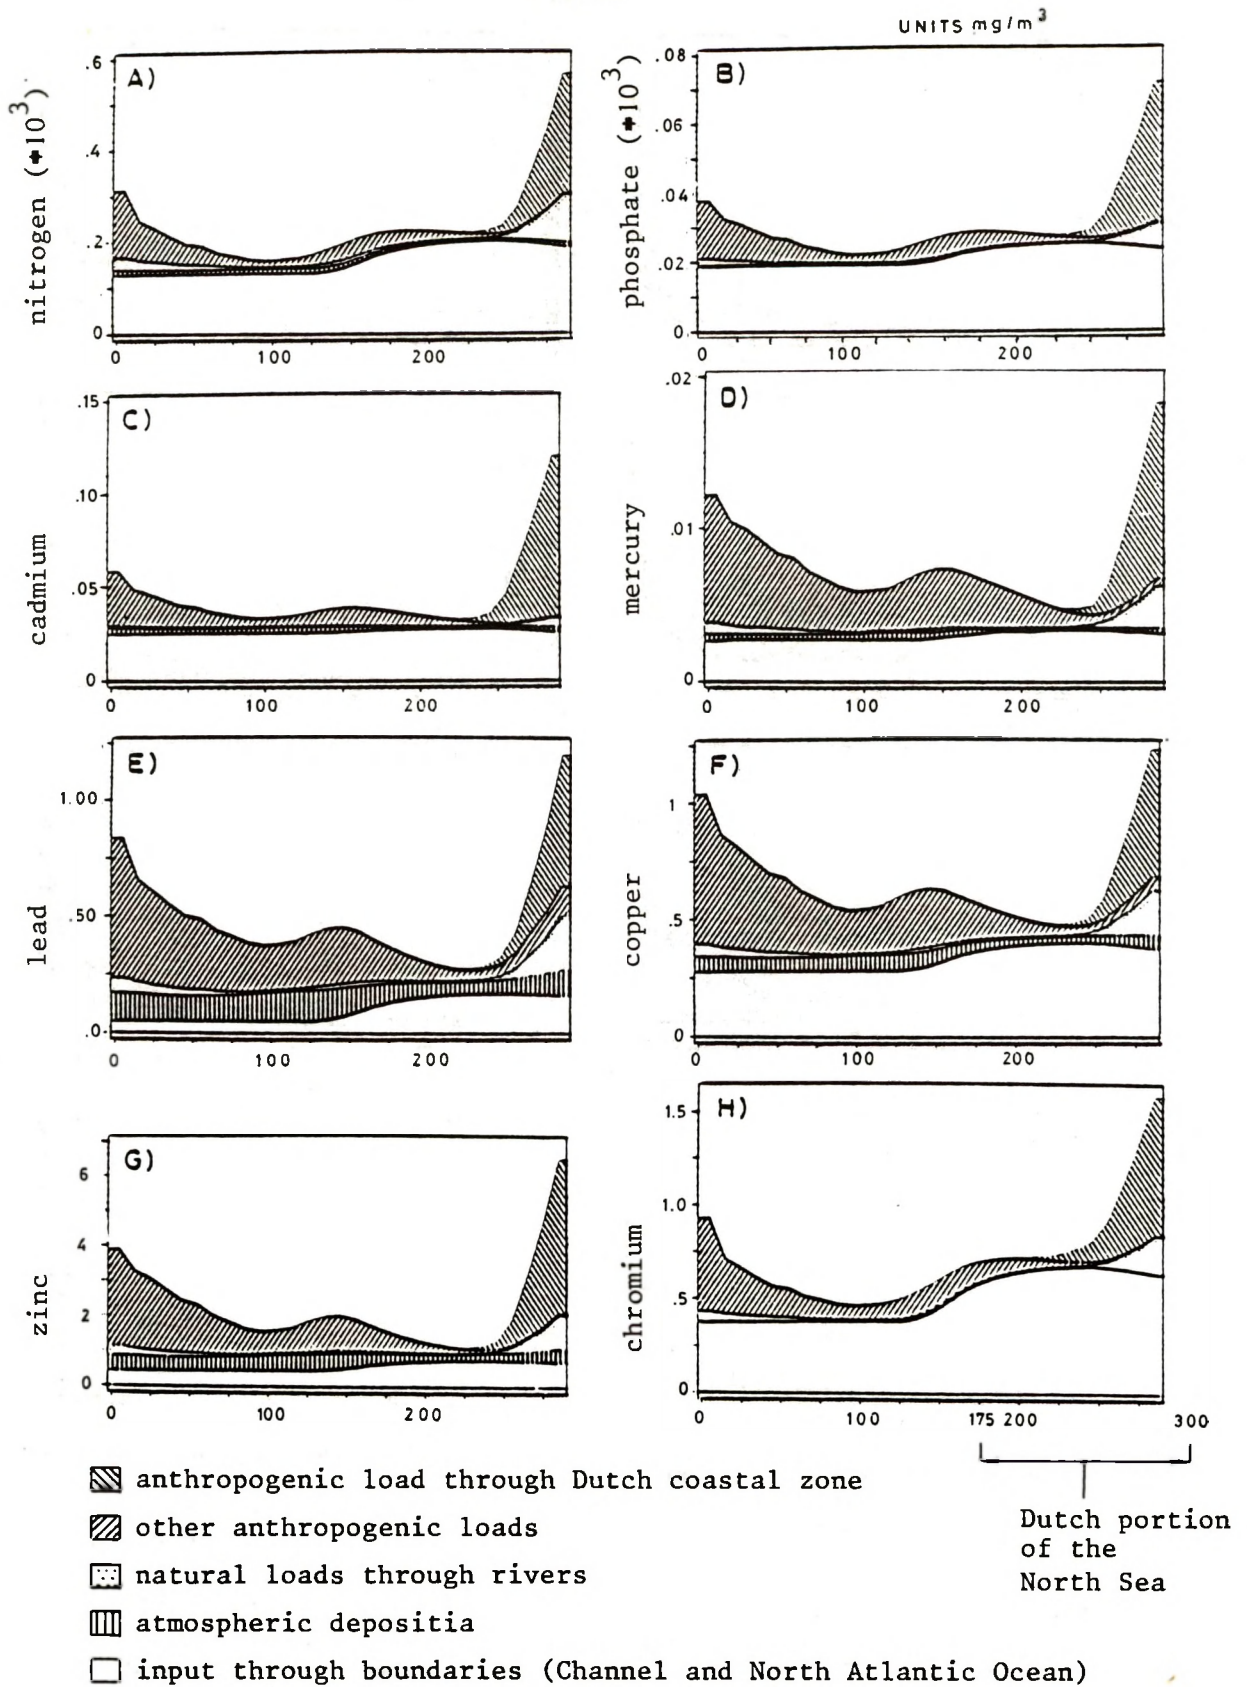 UNITS mg/m 3
nitrogen (*10³)
A)
.6
.4
.2
0
0 100 200
phosphate (*10³)
B)
.08
.06
.04
.02
0
0 100 200
cadmium
C)
.15
.10
.05
0
0 100 200
mercury
D)
.02
.01
0
0 100 200
lead
E)
1.00
.50
.0
0 100 200
copper
F)
1
.5
0
0 100 200
zinc
G)
6
4
2
0
0 100 200
chromium
H)
1.5
1.0
.5
0
0 100 175 200 300
anthropogenic load through Dutch coastal zone
other anthropogenic loads
natural loads through rivers
atmospheric depositia
input through boundaries (Channel and North Atlantic Ocean)
Dutch portion
of the
North Sea